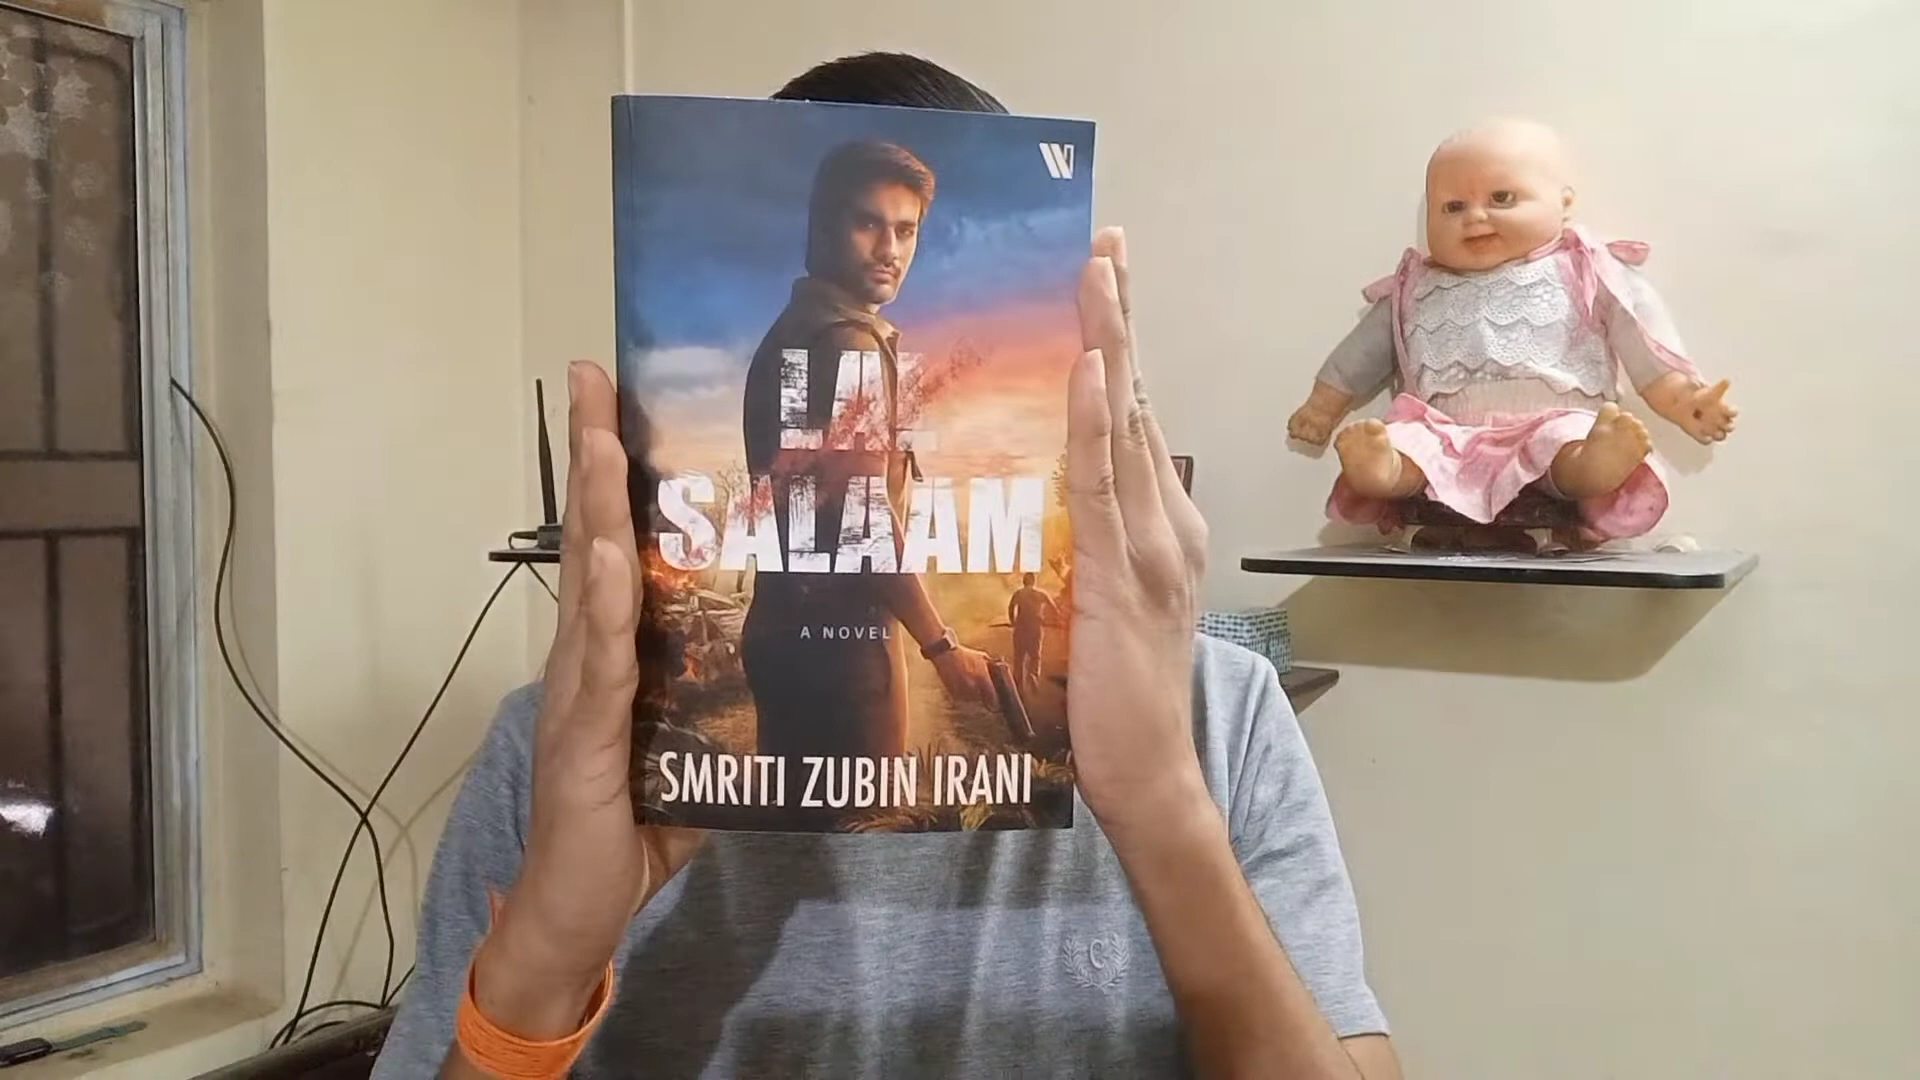 W
LAL
SALAAM
A NOVEL
SMRITI ZUBIN IRANI
C